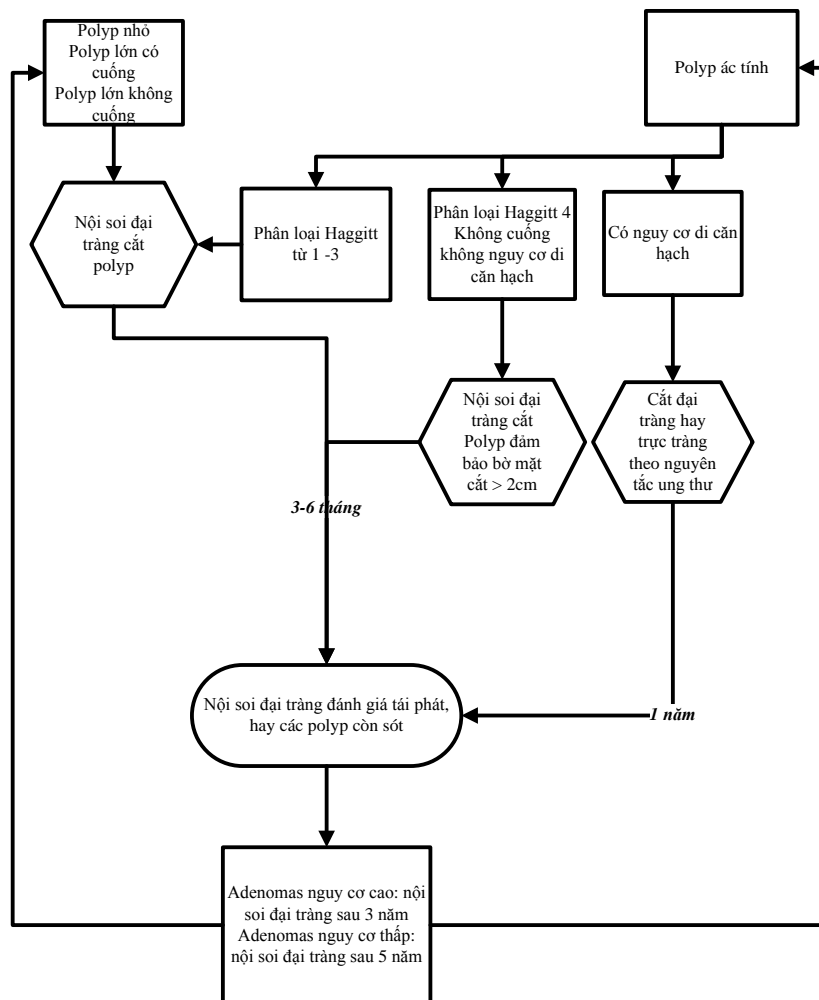 Polyp nhỏ
Polyp lớn có
cuống
Polyp lớn không
cuống
Polyp ác tính
Nội soi đại
tràng cắt
polyp
Phân loại Haggitt
từ 1 -3
Phân loại Haggitt 4
Không cuống
không nguy cơ di
căn hạch
Có nguy cơ di căn
hạch
Nội soi đại
tràng cắt
Polyp đảm
bảo bờ mặt
cắt > 2cm
Cắt đại
tràng hay
trực tràng
theo nguyên
tắc ung thư
3-6 tháng
Nội soi đại tràng đánh giá tái phát,
hay các polyp còn sót
1 năm
Adenomas nguy cơ cao: nội
soi đại tràng sau 3 năm
Adenomas nguy cơ thấp:
nội soi đại tràng sau 5 năm